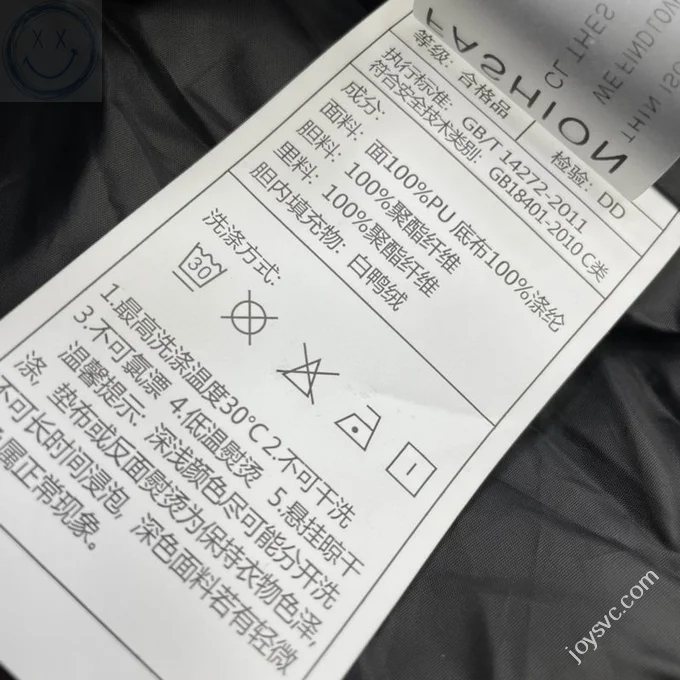 FASHION
CL THES
WE FIND LOV
THIN ISO
等级: 合格品
检验: DD
执行标准: GB/T 14272-2011
符合安全技术类别: GB18401-2010 C类
成分:
面料: 面100%PU 底布100%涤纶
胆料: 100%聚酯纤维
里料: 100%聚酯纤维
胆内填充物: 白鸭绒
洗涤方式:
30
1.最高洗涤温度30℃ 2.不可干洗
3.不可氯漂 4.低温熨烫 5.悬挂晾干
温馨提示、深浅颜色尽可能分开洗
涤, 垫布或反面熨烫为保持衣物色泽,
不可长时间浸泡, 深色面料若有轻微
属正常现象。
joysvc.com